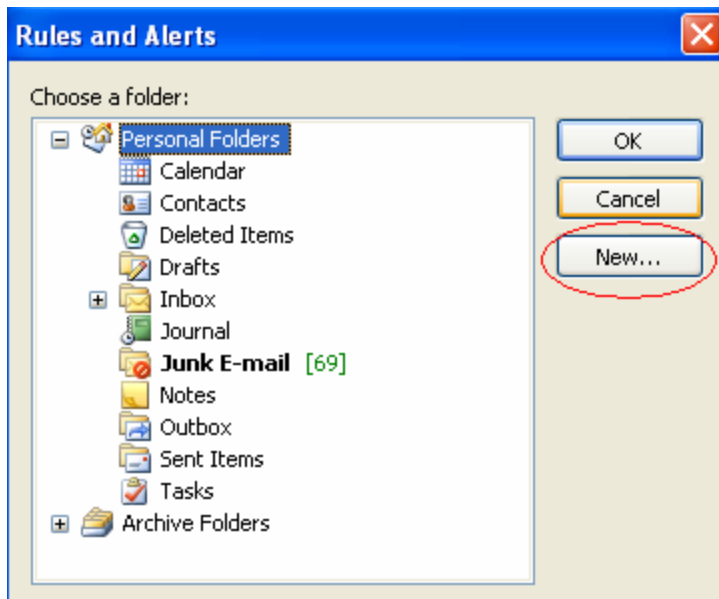 Rules and Alerts
Choose a folder:
Personal Folders
Calendar
Contacts
Deleted Items
Drafts
Inbox
Journal
Junk E-mail [69]
Notes
Outbox
Sent Items
Tasks
Archive Folders
OK
Cancel
New...